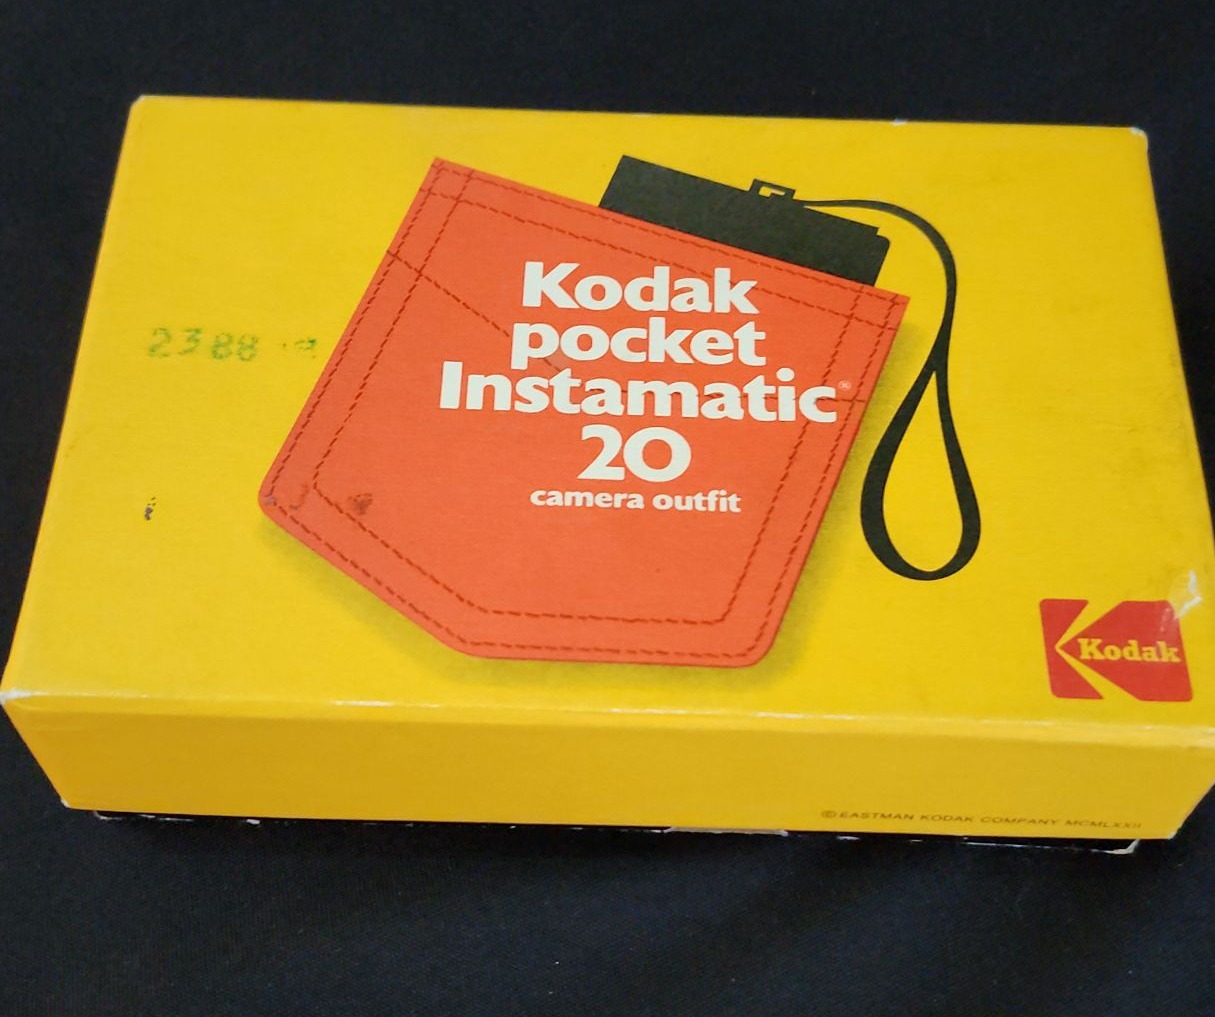 Kodak
pocket
Instamatic®
20
camera outfit
2388
Kodak
© EASTMAN KODAK COMPANY MCMLXXII